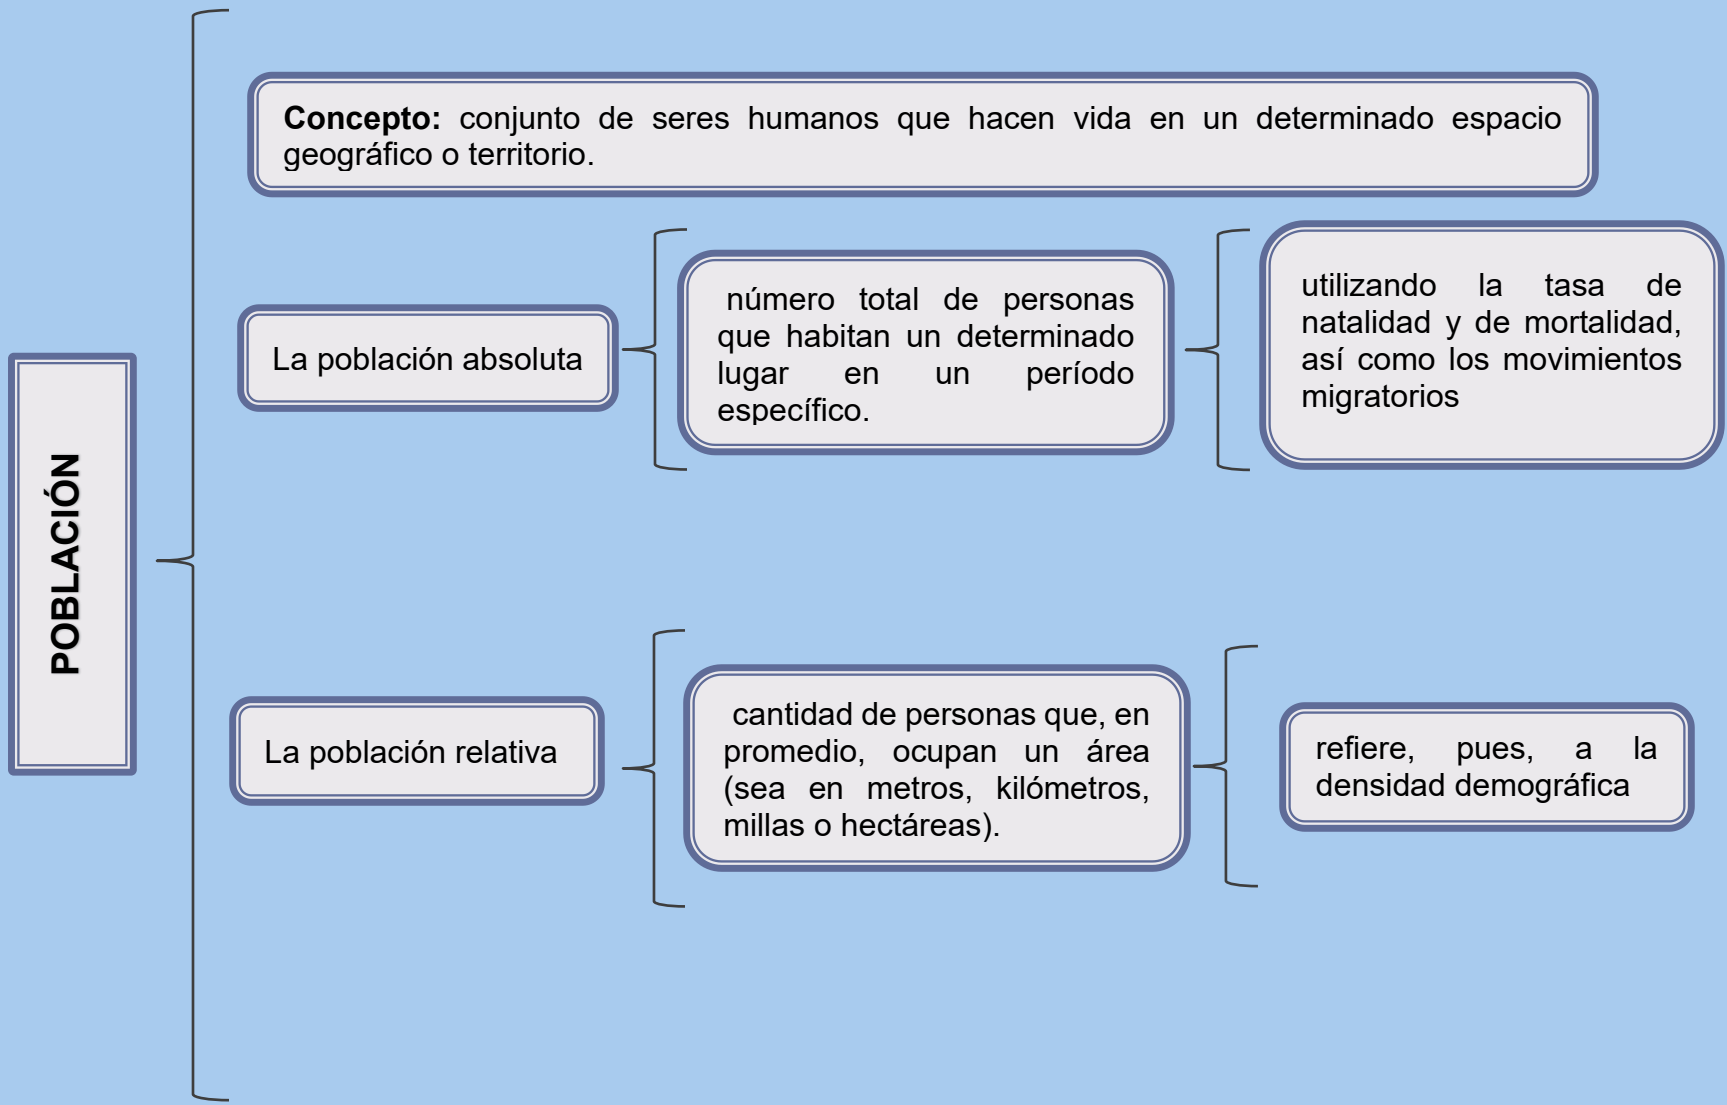 POBLACIÓN
Concepto: conjunto de seres humanos que hacen vida en un determinado espacio
geográfico o territorio.
La población absoluta
número total de personas
que habitan un determinado
lugar en un período
específico.
utilizando la tasa de
natalidad y de mortalidad,
así como los movimientos
migratorios
La población relativa
cantidad de personas que, en
promedio, ocupan un área
(sea en metros, kilómetros,
millas o hectáreas).
refiere, pues, a la
densidad demográfica